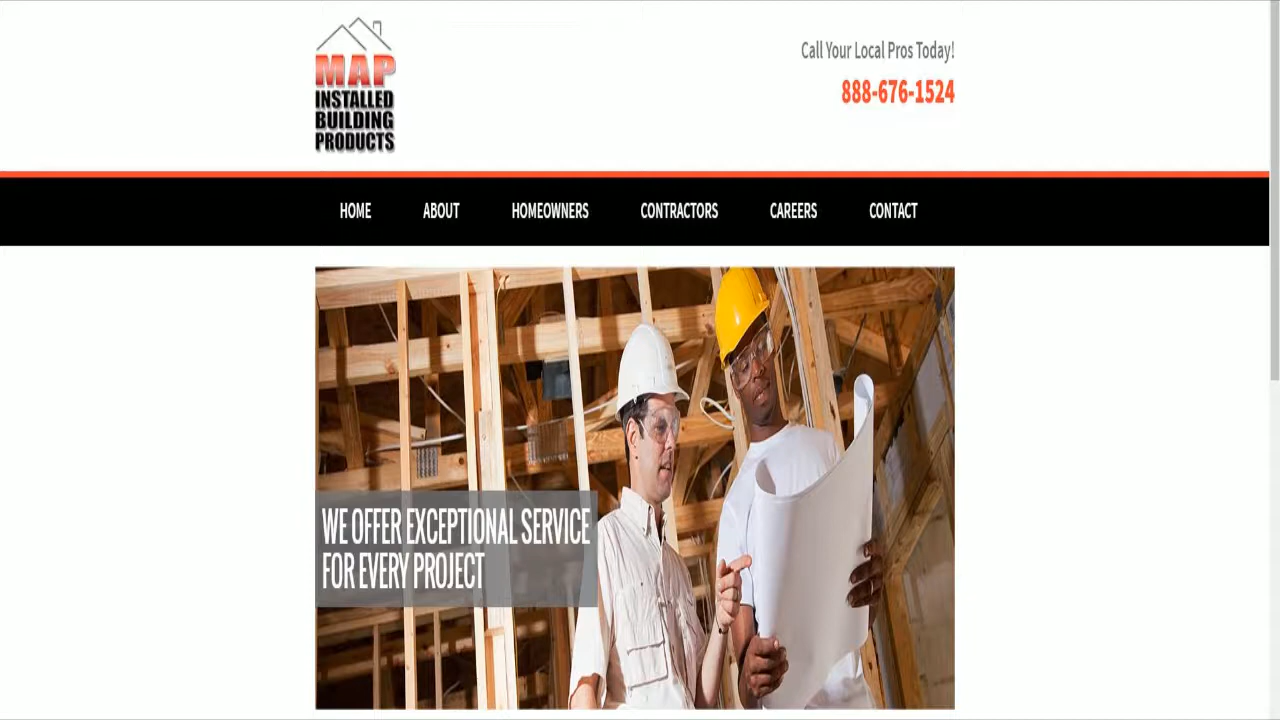 MAP
INSTALLED
BUILDING
PRODUCTS
Call Your Local Pros Today!
888-676-1524
HOME ABOUT HOMEOWNERS CONTRACTORS CAREERS CONTACT
WE OFFER EXCEPTIONAL SERVICE
FOR EVERY PROJECT